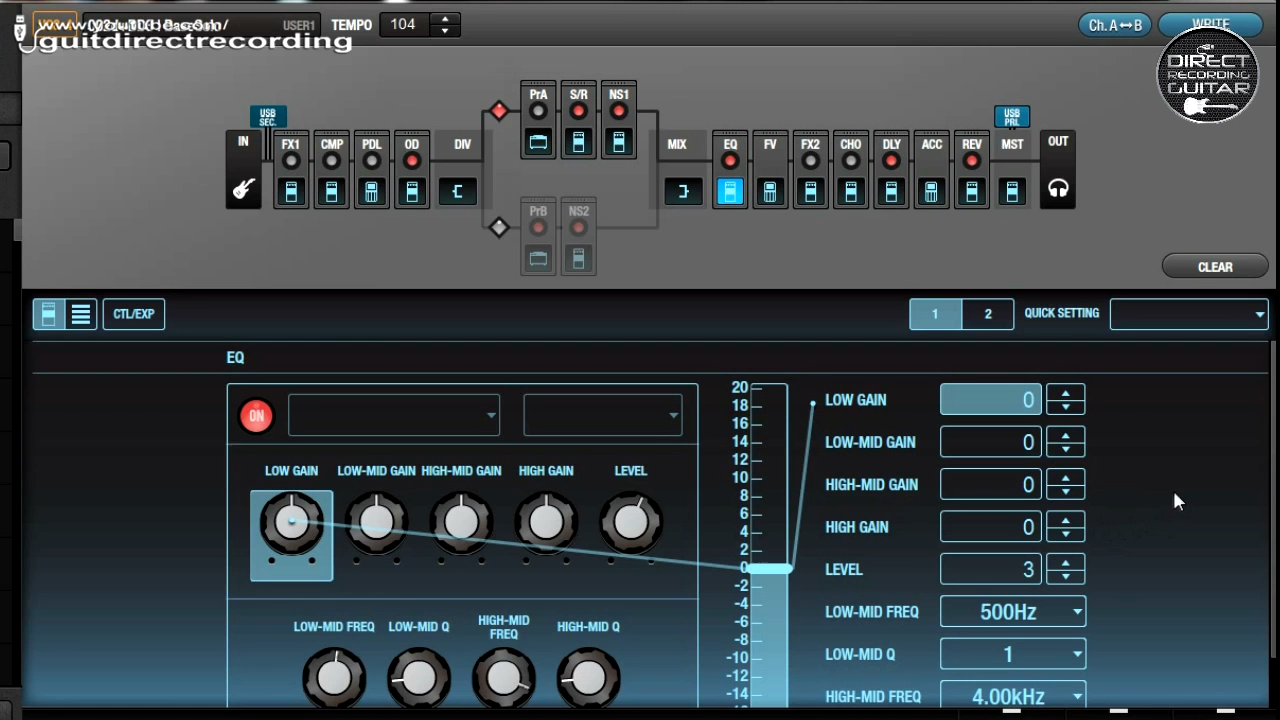 USER1 TEMPO 104 Ch. A↔B WRITE
guitdirectrecording
DIRECT
RECORDING
GUITAR
PrA S/R NS1
USB SEC. USB PRL
IN FX1 CMP PDL OD DIV MIX EQ FV FX2 CHO DLY ACC REV MST OUT
PrB NS2
CLEAR
CTL/EXP 1 2 QUICK SETTING
EQ
ON
LOW GAIN LOW-MID GAIN HIGH-MID GAIN HIGH GAIN LEVEL
LOW-MID FREQ LOW-MID Q HIGH-MID FREQ HIGH-MID Q
20
18
16
14
12
10
8
6
4
2
0
-2
-4
-6
-8
-10
-12
-14
LOW GAIN 0
LOW-MID GAIN 0
HIGH-MID GAIN 0
HIGH GAIN 0
LEVEL 3
LOW-MID FREQ 500Hz
LOW-MID Q 1
HIGH-MID FREQ 4.00kHz